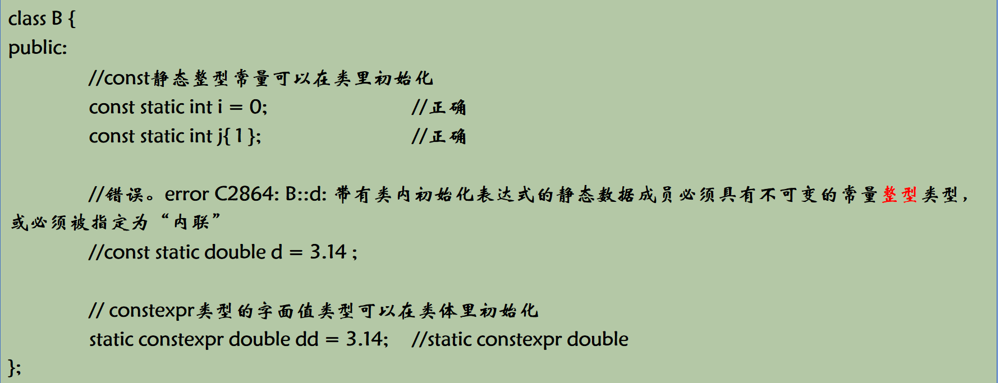 class B {
public:
//const静态整型常量可以在类里初始化
const static int i = 0; //正确
const static int j{ 1 }; //正确
//错误。error C2864: B::d: 带有类内初始化表达式的静态数据成员必须具有不可变的常量整型类型，
或必须被指定为“内联”
//const static double d = 3.14 ;
// constexpr类型的字面值类型可以在类体里初始化
static constexpr double dd = 3.14; //static constexpr double
};